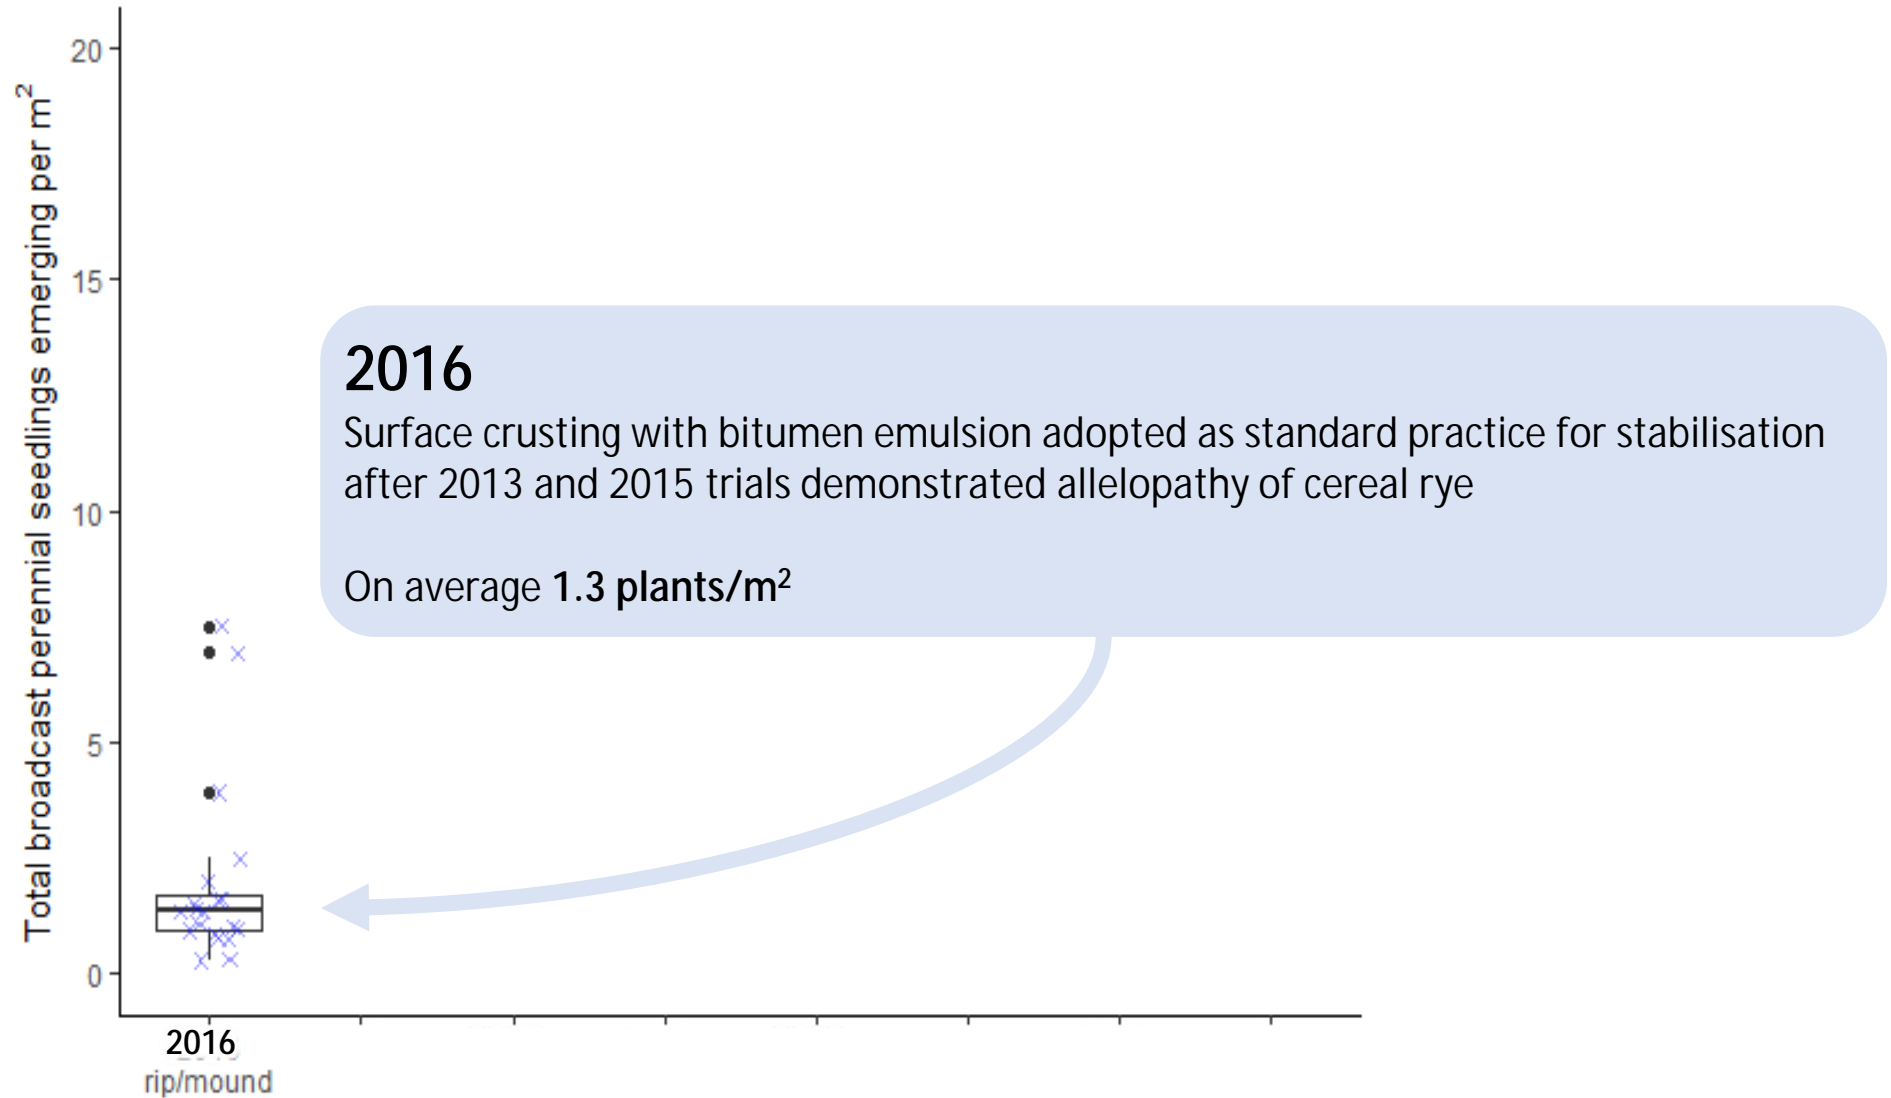 Total broadcast perennial seedlings emerging per m²
20
15
10
5
0
2016
Surface crusting with bitumen emulsion adopted as standard practice for stabilisation
after 2013 and 2015 trials demonstrated allelopathy of cereal rye
On average 1.3 plants/m²
2016
rip/mound